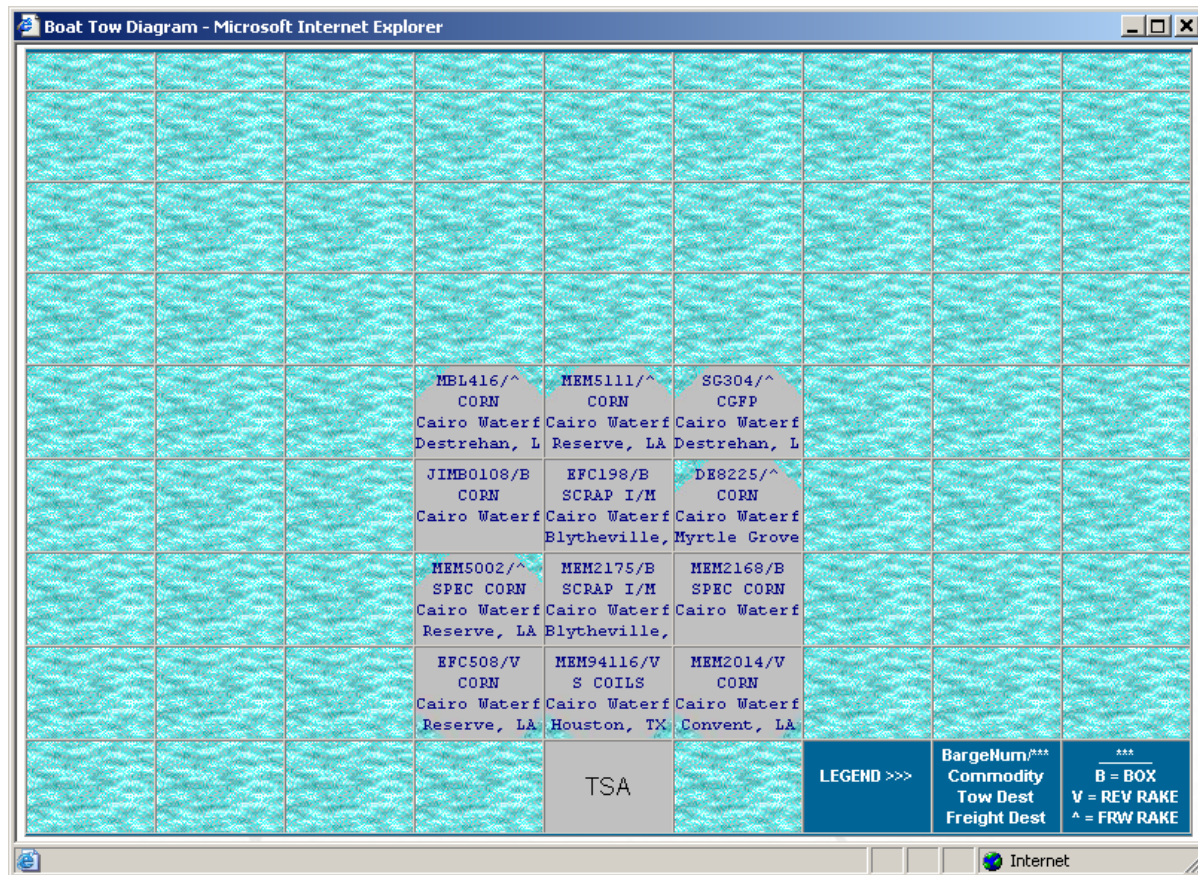 Boat Tow Diagram - Microsoft Internet Explorer
MBL416/^
CORN
Cairo Waterf
Destrehan, L
MEM5111/^
CORN
Cairo Waterf
Reserve, LA
SG304/^
CGFP
Cairo Waterf
Destrehan, L
JIMB0108/B
CORN
Cairo Waterf
EFC198/B
SCRAP I/M
Cairo Waterf
Blytheville,
DE8225/^
CORN
Cairo Waterf
Myrtle Grove
MEM5002/^
SPEC CORN
Cairo Waterf
Reserve, LA
MEM2175/B
SCRAP I/M
Cairo Waterf
Blytheville,
MEM2168/B
SPEC CORN
Cairo Waterf
EFC508/V
CORN
Cairo Waterf
Reserve, LA
MEM94116/V
S COILS
Cairo Waterf
Houston, TX
MEM2014/V
CORN
Cairo Waterf
Convent, LA
TSA
LEGEND >>>
BargeNum/***
Commodity
Tow Dest
Freight Dest
***
B = BOX
V = REV RAKE
^ = FRW RAKE
Internet